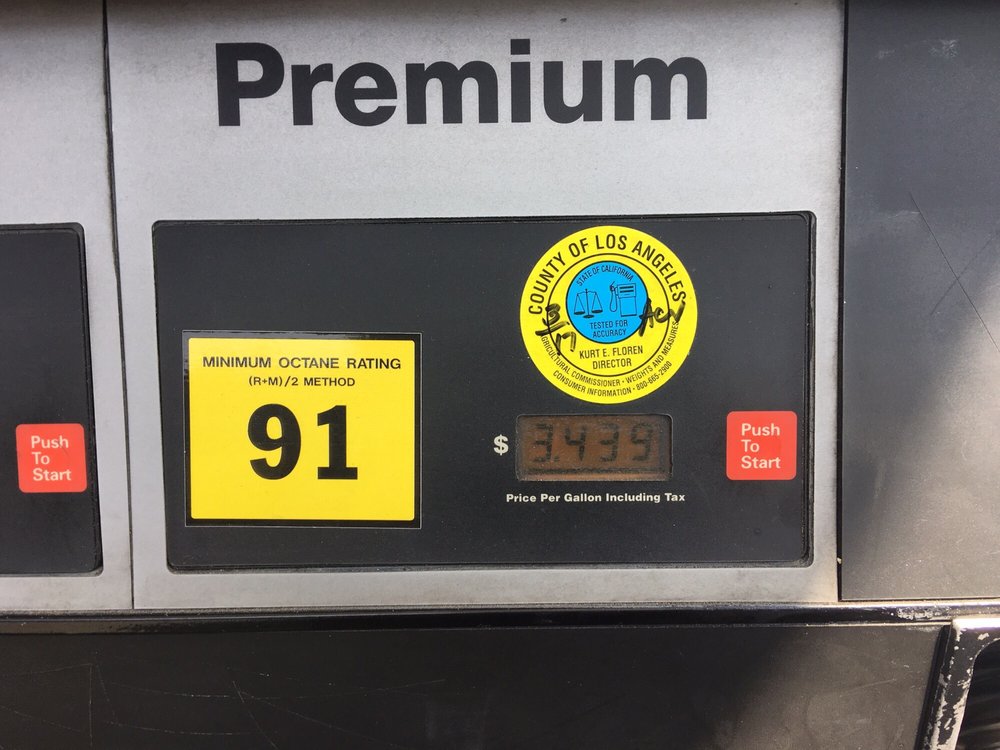 Premium
Push
To
Start
MINIMUM OCTANE RATING
(R+M)/2 METHOD
91
COUNTY OF LOS ANGELES
STATE OF CALIFORNIA
TESTED FOR
ACCURACY
KURT E. FLOREN
DIRECTOR
AGRICULTURAL COMMISSIONER · WEIGHTS AND MEASURES
CONSUMER INFORMATION · 800-665-2900
ACN
$ 3.439
Price Per Gallon Including Tax
Push
To
Start